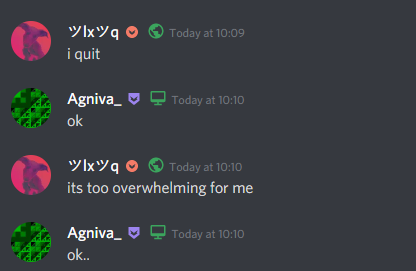 ツlxツq Today at 10:09
i quit
Agniva_ Today at 10:10
ok
ツlxツq Today at 10:10
its too overwhelming for me
Agniva_ Today at 10:10
ok..